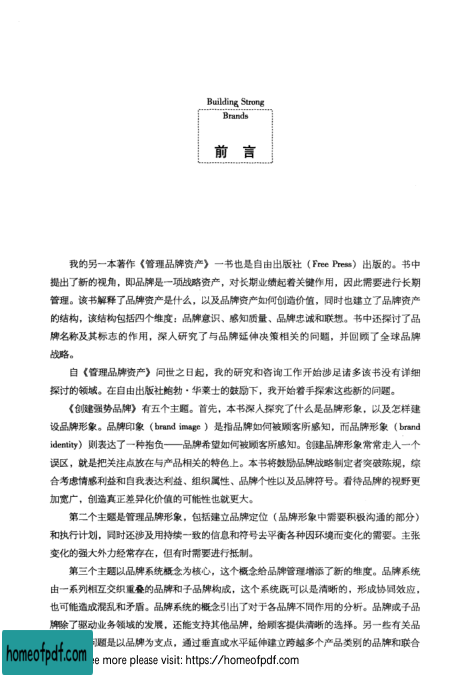 Building Strong
Brands
前 言
我的另一本著作《管理品牌资产》一书也是自由出版社（Free Press）出版的。书中
提出了新的视角，即品牌是一项战略资产，对长期业绩起着关键作用，因此需要进行长期
管理。该书解释了品牌资产是什么，以及品牌资产如何创造价值，同时也建立了品牌资产
的结构，该结构包括四个维度：品牌意识、感知质量、品牌忠诚和联想。书中还探讨了品
牌名称及其标志的作用，深入研究了与品牌延伸决策相关的问题，并回顾了全球品牌
战略。
自《管理品牌资产》问世之日起，我的研究和咨询工作开始涉足诸多该书没有详细
探讨的领域。在自由出版社鲍勃·华莱士的鼓励下，我开始着手探索这些新的问题。
《创建强势品牌》有五个主题。首先，本书深入探究了什么是品牌形象，以及怎样建
设品牌形象。品牌印象（brand image ）是指品牌如何被顾客所感知，而品牌形象（brand
identity）则表达了一种抱负——品牌希望如何被顾客所感知。创建品牌形象常常走入一个
误区，就是把关注点放在与产品相关的特色上。本书将鼓励品牌战略制定者突破陈规，综
合考虑情感利益和自我表达利益、组织属性、品牌个性以及品牌符号。看待品牌的视野更
加宽广，创造真正差异化价值的可能性也就更大。
第二个主题是管理品牌形象，包括建立品牌定位（品牌形象中需要积极沟通的部分）
和执行计划，同时还涉及用持续一致的信息和符号去平衡各种因环境而变化的需要。主张
变化的强大外力经常存在，但有时需要进行抵制。
第三个主题以品牌系统概念为核心，这个概念给品牌管理增添了新的维度。品牌系统
由一系列相互交织重叠的品牌和子品牌构成，这个系统既可以是清晰的，形成协同效应，
也可能造成混乱和矛盾。品牌系统的概念引出了对于各品牌不同作用的分析。品牌或子品
牌除了驱动业务领域的发展，还能支持其他品牌，给顾客提供清晰的选择。另一些有关品
问题是以品牌为支点，通过垂直或水平延伸建立跨越多个产品类别的品牌和联合
homeofpdf.com
ee more please visit: https://homeofpdf.com